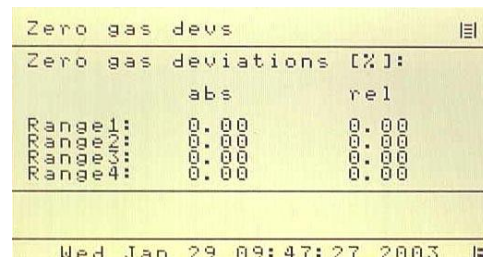 Zero gas devs
Zero gas deviations [%]:
abs rel
Range1: 0.00 0.00
Range2: 0.00 0.00
Range3: 0.00 0.00
Range4: 0.00 0.00
Wed Jan 29 09:47:27 2003